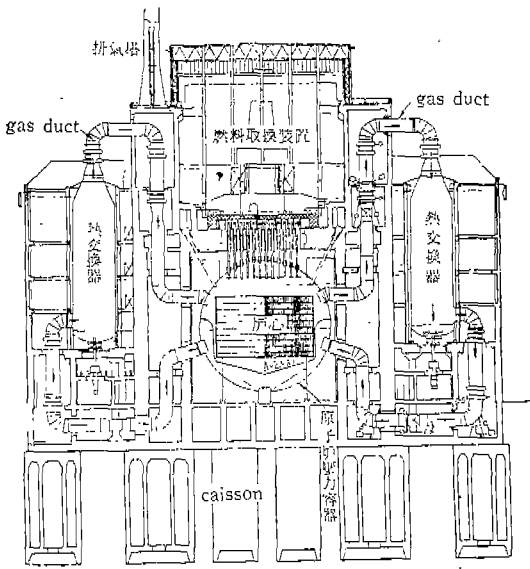 排氣塔
gas duct
gas duct
燃料取換装置
熱交換器
熱交換器
炉心
原子炉圧力容器
caisson